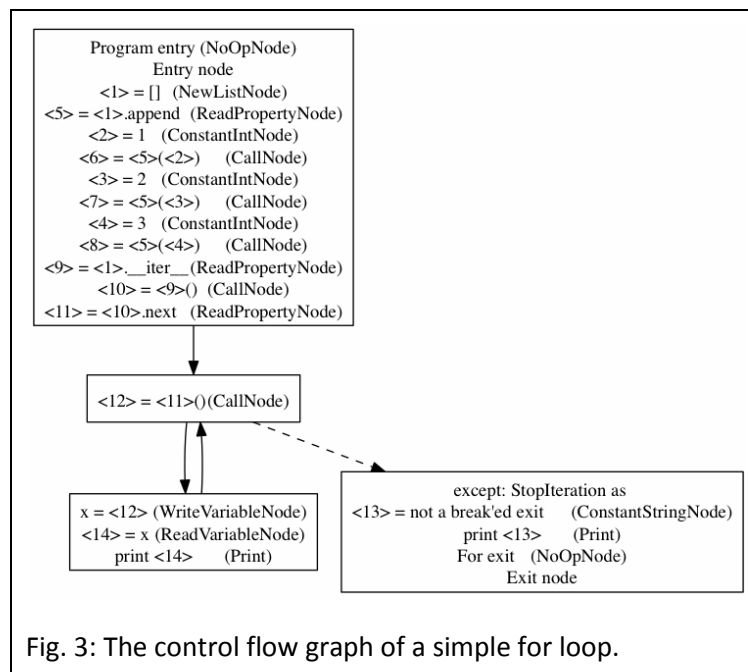 Program entry (NoOpNode)
Entry node
<1> = [] (NewListNode)
<5> = <1>.append (ReadPropertyNode)
<2> = 1 (ConstantIntNode)
<6> = <5>(<2>) (CallNode)
<3> = 2 (ConstantIntNode)
<7> = <5>(<3>) (CallNode)
<4> = 3 (ConstantIntNode)
<8> = <5>(<4>) (CallNode)
<9> = <1>.__iter__ (ReadPropertyNode)
<10> = <9>() (CallNode)
<11> = <10>.next (ReadPropertyNode)
<12> = <11>()(CallNode)
x = <12> (WriteVariableNode)
<14> = x (ReadVariableNode)
print <14> (Print)
except: StopIteration as
<13> = not a break'ed exit (ConstantStringNode)
print <13> (Print)
For exit (NoOpNode)
Exit node
Fig. 3: The control flow graph of a simple for loop.